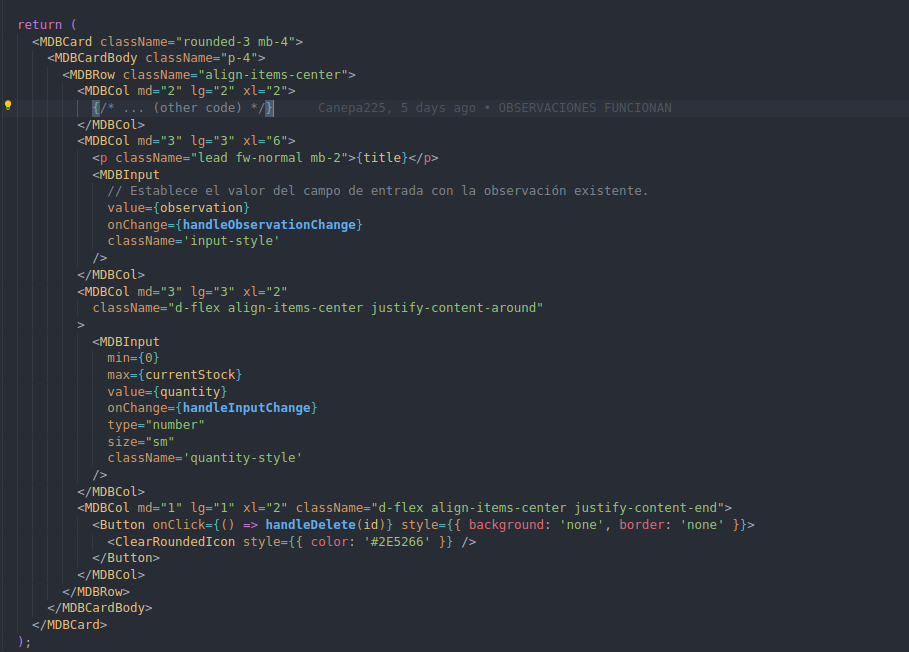 return (
<MDBCard className="rounded-3 mb-4">
<MDBCardBody className="p-4">
<MDBRow className="align-items-center">
<MDBCol md="2" lg="2" xl="2">
{/* ... (other code) */} Canepa225, 5 days ago • OBSERVACIONES FUNCIONAN
</MDBCol>
<MDBCol md="3" lg="3" xl="6">
<p className="lead fw-normal mb-2">{title}</p>
<MDBInput
// Establece el valor del campo de entrada con la observación existente.
value={observation}
onChange={handleObservationChange}
className='input-style'
/>
</MDBCol>
<MDBCol md="3" lg="3" xl="2"
className="d-flex align-items-center justify-content-around"
>
<MDBInput
min={0}
max={currentStock}
value={quantity}
onChange={handleInputChange}
type="number"
size="sm"
className='quantity-style'
/>
</MDBCol>
<MDBCol md="1" lg="1" xl="2" className="d-flex align-items-center justify-content-end">
<Button onClick={() => handleDelete(id)} style={{ background: 'none', border: 'none' }}>
<ClearRoundedIcon style={{ color: '#2E5266' }} />
</Button>
</MDBCol>
</MDBRow>
</MDBCardBody>
</MDBCard>
);